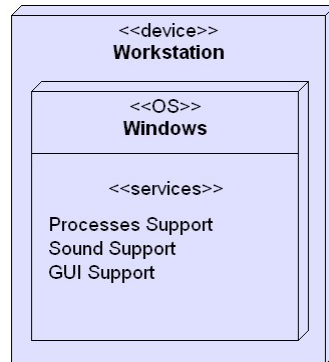 <<device>>
Workstation
<<OS>>
Windows
<<services>>
Processes Support
Sound Support
GUI Support